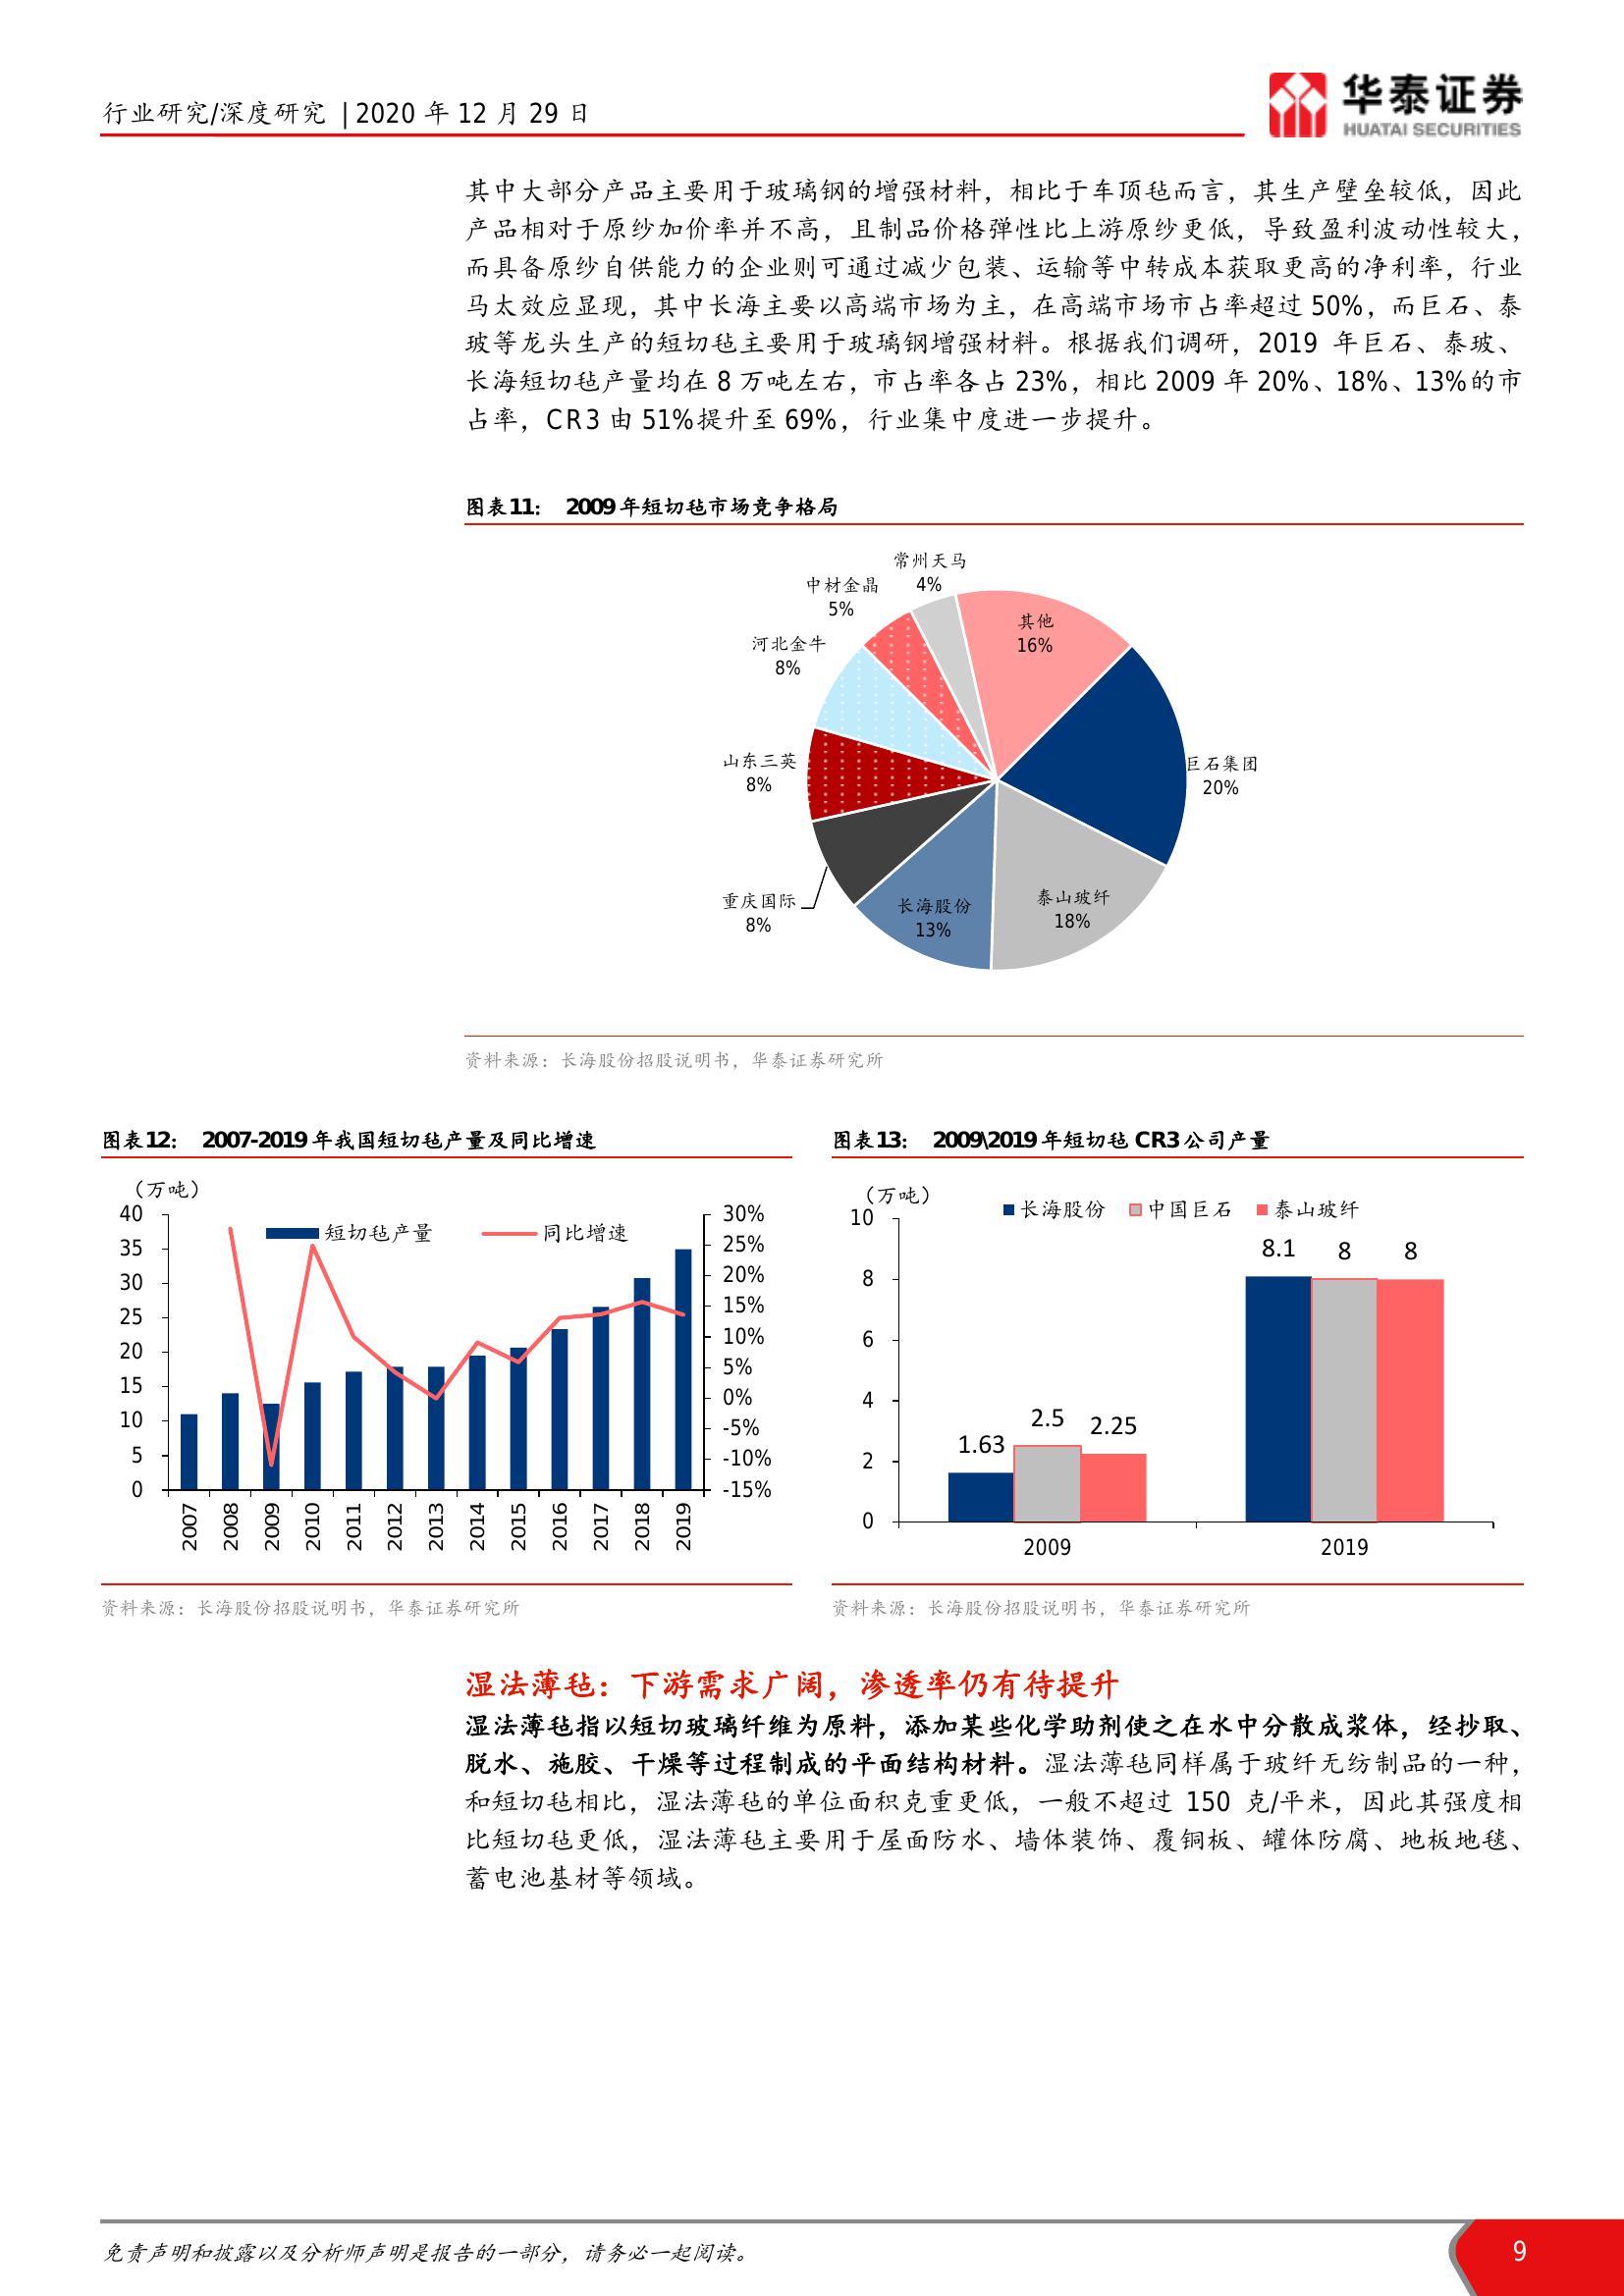 行业研究/深度研究 | 2020 年 12 月 29 日
华泰证券
HUATAI SECURITIES
其中大部分产品主要用于玻璃钢的增强材料，相比于车顶毡而言，其生产壁垒较低，因此
产品相对于原纱加价率并不高，且制品价格弹性比上游原纱更低，导致盈利波动性较大，
而具备原纱自供能力的企业则可通过减少包装、运输等中转成本获取更高的净利率，行业
马太效应显现，其中长海主要以高端市场为主，在高端市场市占率超过 50%，而巨石、泰
玻等龙头生产的短切毡主要用于玻璃钢增强材料。根据我们调研，2019 年巨石、泰玻、
长海短切毡产量均在 8 万吨左右，市占率各占 23%，相比 2009 年 20%、18%、13%的市
占率，CR3 由 51%提升至 69%，行业集中度进一步提升。
图表11： 2009 年短切毡市场竞争格局
常州天马
4%
中材金晶
5%
其他
16%
河北金牛
8%
山东三英
8%
巨石集团
20%
重庆国际
8%
长海股份
13%
泰山玻纤
18%
资料来源：长海股份招股说明书，华泰证券研究所
图表12： 2007-2019 年我国短切毡产量及同比增速
（万吨）
短切毡产量 同比增速
40
35
30
25
20
15
10
5
0
30%
25%
20%
15%
10%
5%
0%
-5%
-10%
-15%
2007 2008 2009 2010 2011 2012 2013 2014 2015 2016 2017 2018 2019
资料来源：长海股份招股说明书，华泰证券研究所
图表13： 2009\2019 年短切毡 CR3 公司产量
（万吨）
长海股份 中国巨石 泰山玻纤
10
8
6
4
2
0
1.63 2.5 2.25
8.1 8 8
2009 2019
资料来源：长海股份招股说明书，华泰证券研究所
湿法薄毡：下游需求广阔，渗透率仍有待提升
湿法薄毡指以短切玻璃纤维为原料，添加某些化学助剂使之在水中分散成浆体，经抄取、
脱水、施胶、干燥等过程制成的平面结构材料。湿法薄毡同样属于玻纤无纺制品的一种，
和短切毡相比，湿法薄毡的单位面积克重更低，一般不超过 150 克/平米，因此其强度相
比短切毡更低，湿法薄毡主要用于屋面防水、墙体装饰、覆铜板、罐体防腐、地板地毯、
蓄电池基材等领域。
免责声明和披露以及分析师声明是报告的一部分，请务必一起阅读。
9